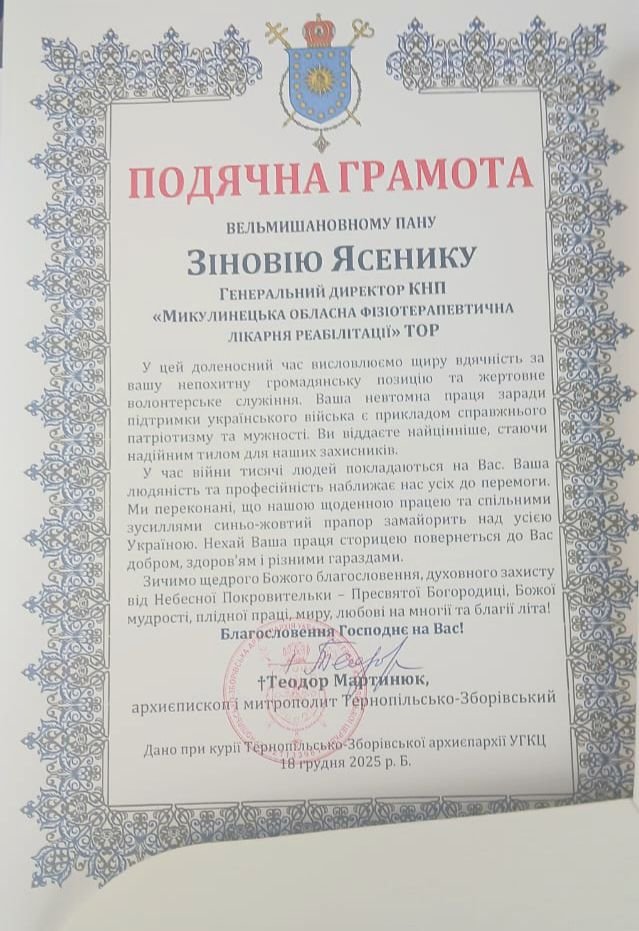 ПОДЯЧНА ГРАМОТА
ВЕЛЬМИШАНОВНОМУ ПАНУ
ЗІНОВІЮ ЯСЕНИКУ
ГЕНЕРАЛЬНИЙ ДИРЕКТОР КНП
«МИКУЛИНЕЦЬКА ОБЛАСНА ФІЗІОТЕРАПЕВТИЧНА
ЛІКАРНЯ РЕАБІЛІТАЦІЇ» ТОР
У цей доленосний час висловлюємо щиру вдячність за
вашу непохитну громадянську позицію та жертовне
волонтерське служіння. Ваша невтомна праця заради
підтримки українського війська є прикладом справжнього
патріотизму та мужності. Ви віддаєте найцінніше, стаючи
надійним тилом для наших захисників.
У час війни тисячі людей покладаються на Вас. Ваша
людяність та професійність наближає нас усіх до перемоги.
Ми переконані, що нашою щоденною працею та спільними
зусиллями синьо-жовтий прапор замайорить над усією
Україною. Нехай Ваша праця сторицею повернеться до Вас
добром, здоров'ям і різними гараздами.
Зичимо щедрого Божого благословення, духовного захисту
від Небесної Покровительки – Пресвятої Богородиці, Божої
мудрості, плідної праці, миру, любові на многії та благії літа!
Благословення Господнє на Вас!
†Теодор Мартинюк,
архиєпископ і митрополит Тернопільсько-Зборівський
Дано при курії Тернопільсько-Зборівської архиєпархії УГКЦ
18 грудня 2025 р. Б.